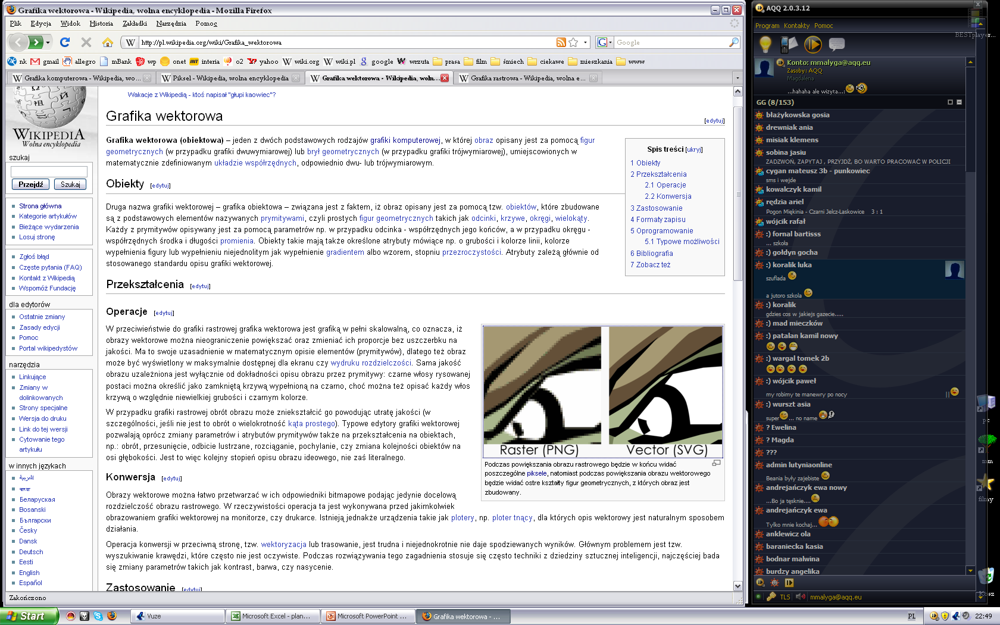 Grafika wektorowa - Wikipedia, wolna encyklopedia - Mozilla Firefox
Plik Edycja Widok Historia Zakładki Narzędzia Pomoc
http://pl.wikipedia.org/wiki/Grafika_wektorowa
Google
nk gmail allegro mBank wp onet interia o2 yahoo wiki.org wiki.pl google wrzuta prasa film śmiech ciekawe mieszkania www
Grafika komputerowa - Wikipedia, wo...
Piksel - Wikipedia, wolna encyklopedia
Grafika wektorowa - Wikipedia, woln...
Grafika rastrowa - Wikipedia, wolna e...
WIKIPEDIA
Wolna encyklopedia
szukaj
Przejdź Szukaj
Strona główna
Kategorie artykułów
Bieżące wydarzenia
Losuj stronę
Zgłoś błąd
Częste pytania (FAQ)
Kontakt z Wikipedią
Wspomóż Fundację
dla edytorów
Ostatnie zmiany
Zasady edycji
Pomoc
Portal wikipedystów
narzędzia
Linkujące
Zmiany w
dolinkowanych
Strony specjalne
Wersja do druku
Link do tej wersji
Cytowanie tego
artykułu
w innych językach
العربية
বাংলা
Беларуская
Bosanski
Български
Česky
Dansk
Deutsch
Eesti
English
Español
Wakacje z Wikipedią - ktoś napisał "głupi kaowiec"?
Grafika wektorowa
[edytuj]
Grafika wektorowa (obiektowa) – jeden z dwóch podstawowych rodzajów grafiki komputerowej, w której obraz opisany jest za pomocą figur
geometrycznych (w przypadku grafiki dwuwymiarowej) lub brył geometrycznych (w przypadku grafiki trójwymiarowej), umiejscowionych w
matematycznie zdefiniowanym układzie współrzędnych, odpowiednio dwu- lub trójwymiarowym.
Spis treści [ukryj]
1 Obiekty
2 Przekształcenia
2.1 Operacje
2.2 Konwersja
3 Zastosowanie
4 Formaty zapisu
5 Oprogramowanie
5.1 Typowe możliwości
6 Bibliografia
7 Zobacz też
Obiekty [edytuj]
Druga nazwa grafiki wektorowej – grafika obiektowa – związana jest z faktem, iż obraz opisany jest za pomocą tzw. obiektów, które zbudowane
są z podstawowych elementów nazywanych prymitywami, czyli prostych figur geometrycznych takich jak odcinki, krzywe, okręgi, wielokąty.
Każdy z prymitywów opisywany jest za pomocą parametrów np. w przypadku odcinka - współrzędnych jego końców, a w przypadku okręgu -
współrzędnych środka i długości promienia. Obiekty takie mają także określone atrybuty mówiące np. o grubości i kolorze linii, kolorze
wypełnienia figury lub wypełnieniu niejednolitym jak wypełnienie gradientem albo wzorem, stopniu przezroczystości. Atrybuty zależą głównie od
stosowanego standardu opisu grafiki wektorowej.
Przekształcenia [edytuj]
Operacje [edytuj]
W przeciwieństwie do grafiki rastrowej grafika wektorowa jest grafiką w pełni skalowalną, co oznacza, iż
obrazy wektorowe można nieograniczenie powiększać oraz zmieniać ich proporcje bez uszczerbku na
jakości. Ma to swoje uzasadnienie w matematycznym opisie elementów (prymitywów), dlatego też obraz
może być wyświetlony w maksymalnie dostępnej dla ekranu czy wydruku rozdzielczości. Sama jakość
obrazu uzależniona jest wyłącznie od dokładności opisu obrazu przez prymitywy: czarne włosy rysowanej
postaci można określić jako zamkniętą krzywą wypełnioną na czarno, choć można też opisać każdy włos
krzywą o względnie niewielkiej grubości i czarnym kolorze.
W przypadku grafiki rastrowej obrót obrazu może zniekształcić go powodując utratę jakości (w
szczególności, jeśli nie jest to obrót o wielokrotność kąta prostego). Typowe edytory grafiki wektorowej
pozwalają oprócz zmiany parametrów i atrybutów prymitywów także na przekształcenia na obiektach,
np.: obrót, przesunięcie, odbicie lustrzane, rozciąganie, pochylanie, czy zmiana kolejności obiektów na
osi głębokości. Jest to więc kolejny stopień opisu obrazu ideowego, nie zaś literalnego.
Raster (PNG) Vector (SVG)
Podczas powiększania obrazu rastrowego będzie w końcu widać
poszczególne piksele, natomiast podczas powiększania obrazu wektorowego
będzie widać ostre kształty figur geometrycznych, z których obraz jest
zbudowany.
Konwersja [edytuj]
Obrazy wektorowe można łatwo przetwarzać w ich odpowiedniki bitmapowe podając jedynie docelową
rozdzielczość obrazu rastrowego. W rzeczywistości operacja ta jest wykonywana przed jakimkolwiek
obrazowaniem grafiki wektorowej na monitorze, czy drukarce. Istnieją jednakże urządzenia takie jak plotery, np. ploter tnący, dla których opis wektorowy jest naturalnym sposobem
działania.
Operacja konwersji w przeciwną stronę, tzw. wektoryzacja lub trasowanie, jest trudna i niejednokrotnie nie daje spodziewanych wyników. Głównym problemem jest tzw.
wyszukiwanie krawędzi, które często nie jest oczywiste. Podczas rozwiązywania tego zagadnienia stosuje się często techniki z dziedziny sztucznej inteligencji, najczęściej bada
się zmiany parametrów takich jak kontrast, barwa, czy nasycenie.
Zastosowanie [edytuj]
Zakończono
AQQ 2.0.3.12
Program Kontakty Pomoc
Konto: mmalyga@aqq.eu
Zasoby: AQQ
Magdalena
...hahaha ale wizyta...:
GG (8/153)
błażykowska gosia
drewniak ania
misiak klemens
sobina jasiu
ZADZWOŃ, ZAPYTAJ , PRZYJDŹ, BO WARTO PRACOWAĆ W POLICJI
cygan mateusz 3b - punkowiec
sms i wejde
kowalczyk kamil
rędzia ariel
Pogon Miękinia - Czarni Jelcz-Laskowice 3 : 1
wójcik rafał
:) fornal bartisss
... szkoła
:) gołdyn gocha
:) koralik luka
szuflada
a jutoro szkola
:) koralik
gdzies cos w jakiejs gazecie.....
:) mad mieczków
:) patalan kamil nowy
:) wargal tomek 2b
:) wójcik paweł
my robimy te manewry po nocy
||
:) wurszt asia
super ... no name
? Ewelina
? Magda
???
admin lutyniaonline
Beania były zajebiste
andrejańczyk ewa nowy
...Bo ja tęsknie....
andrejańczyk ewa
Tylko mnie kochaj...
anklewicz ola
baraniecka kasia
bodnar malwina
burdzy angelika
TLS mmalyga@aqq.eu
BESTplayer...
pc
mm
filmy
Kosz
Start
Vuze
Microsoft Excel - plan...
Microsoft PowerPoint ...
Grafika wektorowa - ...
PL
22:49